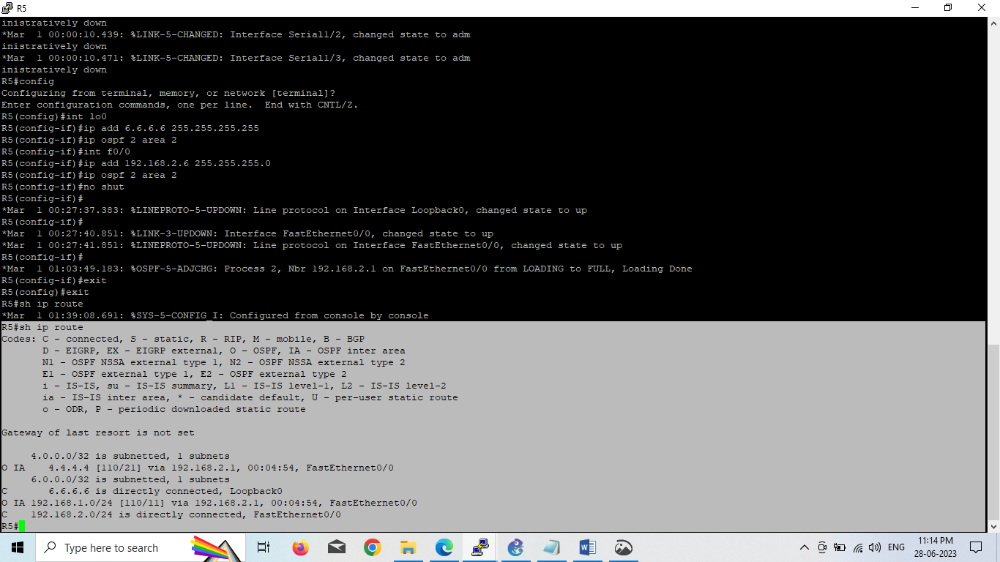 R5
inistratively down
*Mar  1 00:00:10.439: %LINK-5-CHANGED: Interface Serial1/2, changed state to adm
inistratively down
*Mar  1 00:00:10.471: %LINK-5-CHANGED: Interface Serial1/3, changed state to adm
inistratively down
R5#config
Configuring from terminal, memory, or network [terminal]?
Enter configuration commands, one per line.  End with CNTL/Z.
R5(config)#int lo0
R5(config-if)#ip add 6.6.6.6 255.255.255.255
R5(config-if)#ip ospf 2 area 2
R5(config-if)#int f0/0
R5(config-if)#ip add 192.168.2.6 255.255.255.0
R5(config-if)#ip ospf 2 area 2
R5(config-if)#no shut
R5(config-if)#
*Mar  1 00:27:37.383: %LINEPROTO-5-UPDOWN: Line protocol on Interface Loopback0, changed state to up
R5(config-if)#
*Mar  1 00:27:40.851: %LINK-3-UPDOWN: Interface FastEthernet0/0, changed state to up
*Mar  1 00:27:41.851: %LINEPROTO-5-UPDOWN: Line protocol on Interface FastEthernet0/0, changed state to up
R5(config-if)#
*Mar  1 01:03:49.183: %OSPF-5-ADJCHG: Process 2, Nbr 192.168.2.1 on FastEthernet0/0 from LOADING to FULL, Loading Done
R5(config-if)#exit
R5(config)#exit
R5#sh ip route
*Mar  1 01:39:08.691: %SYS-5-CONFIG_I: Configured from console by console
R5#sh ip route
Codes: C - connected, S - static, R - RIP, M - mobile, B - BGP
       D - EIGRP, EX - EIGRP external, O - OSPF, IA - OSPF inter area
       N1 - OSPF NSSA external type 1, N2 - OSPF NSSA external type 2
       E1 - OSPF external type 1, E2 - OSPF external type 2
       i - IS-IS, su - IS-IS summary, L1 - IS-IS level-1, L2 - IS-IS level-2
       ia - IS-IS inter area, * - candidate default, U - per-user static route
       o - ODR, P - periodic downloaded static route
Gateway of last resort is not set
     4.0.0.0/32 is subnetted, 1 subnets
O IA    4.4.4.4 [110/21] via 192.168.2.1, 00:04:54, FastEthernet0/0
     6.0.0.0/32 is subnetted, 1 subnets
C       6.6.6.6 is directly connected, Loopback0
O IA 192.168.1.0/24 [110/11] via 192.168.2.1, 00:04:54, FastEthernet0/0
C    192.168.2.0/24 is directly connected, FastEthernet0/0
R5#
Type here to search
ENG
11:14 PM
28-06-2023